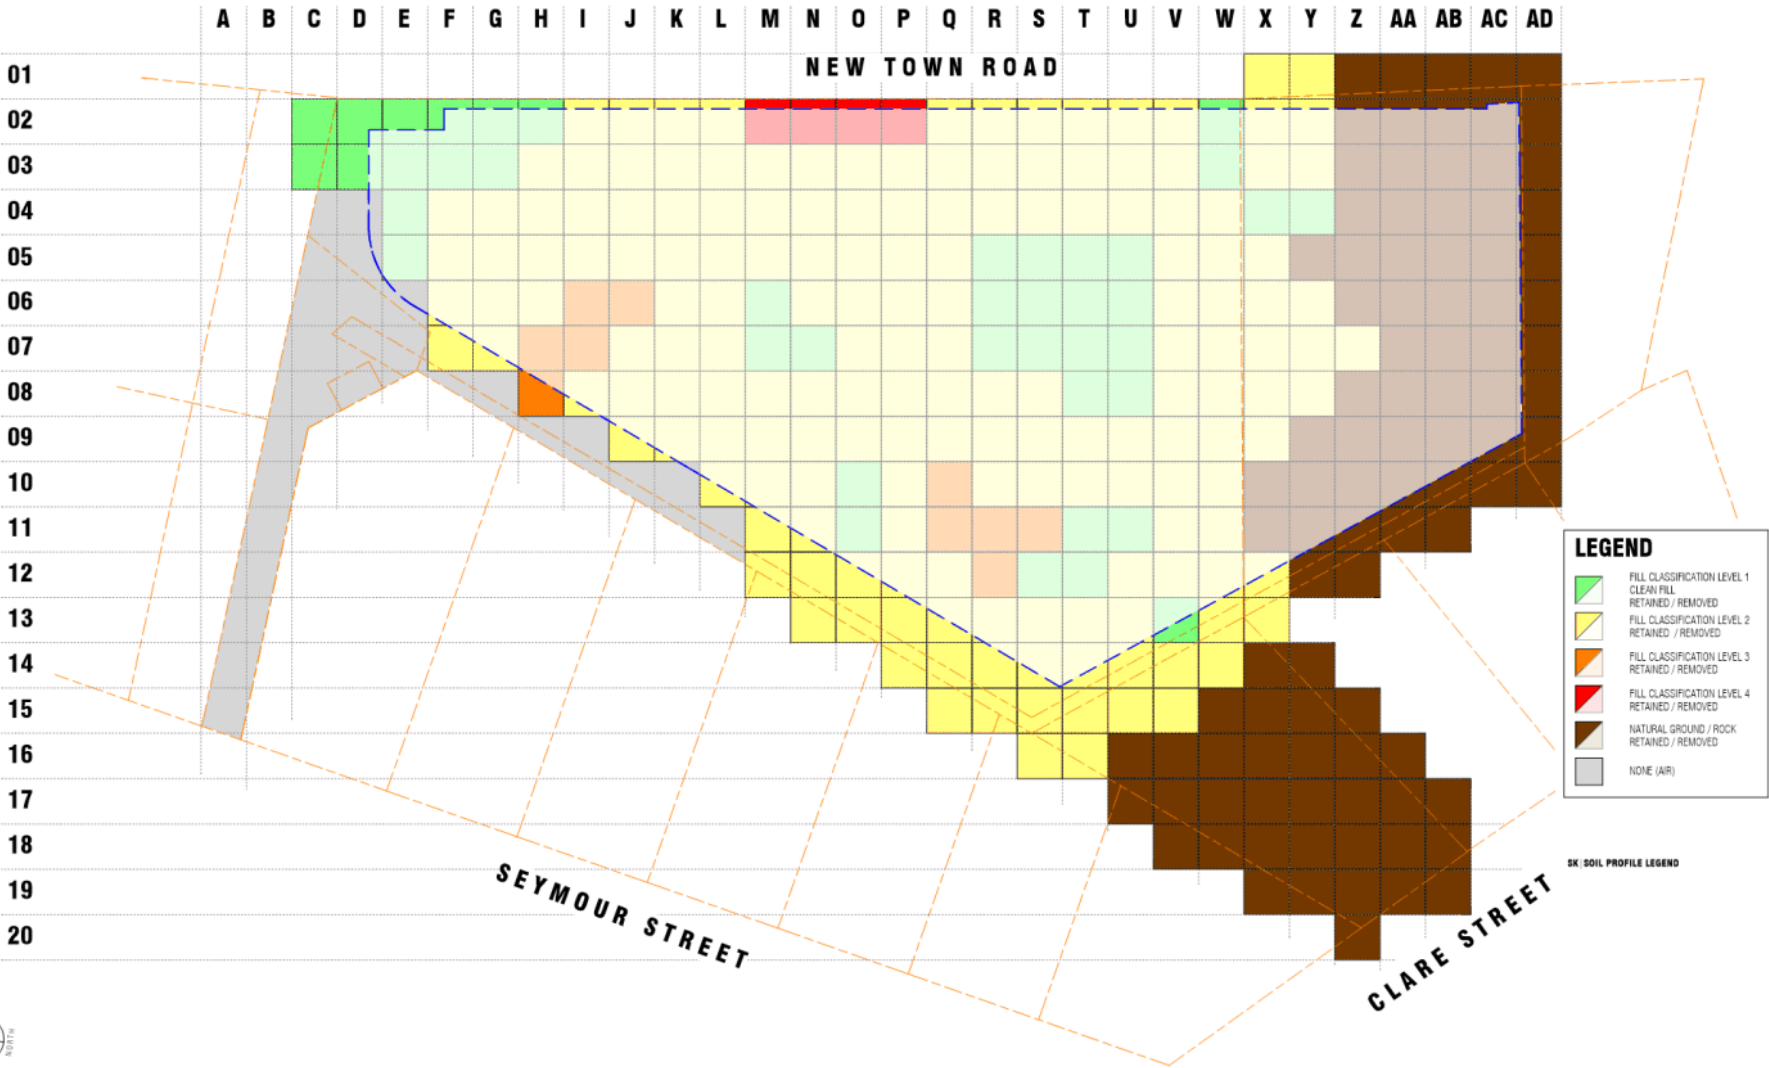 A B C D E F G H I J K L M N O P Q R S T U V W X Y Z AA AB AC AD
01
NEW TOWN ROAD
02
03
04
05
06
07
08
09
10
11
12
13
14
15
16
17
18
19
20
SEYMOUR STREET
CLARE STREET
LEGEND
FILL CLASSIFICATION LEVEL 1
CLEAN FILL
RETAINED / REMOVED
FILL CLASSIFICATION LEVEL 2
RETAINED / REMOVED
FILL CLASSIFICATION LEVEL 3
RETAINED / REMOVED
FILL CLASSIFICATION LEVEL 4
RETAINED / REMOVED
NATURAL GROUND / ROCK
RETAINED / REMOVED
NONE (AIR)
SK SOIL PROFILE LEGEND
NORTH